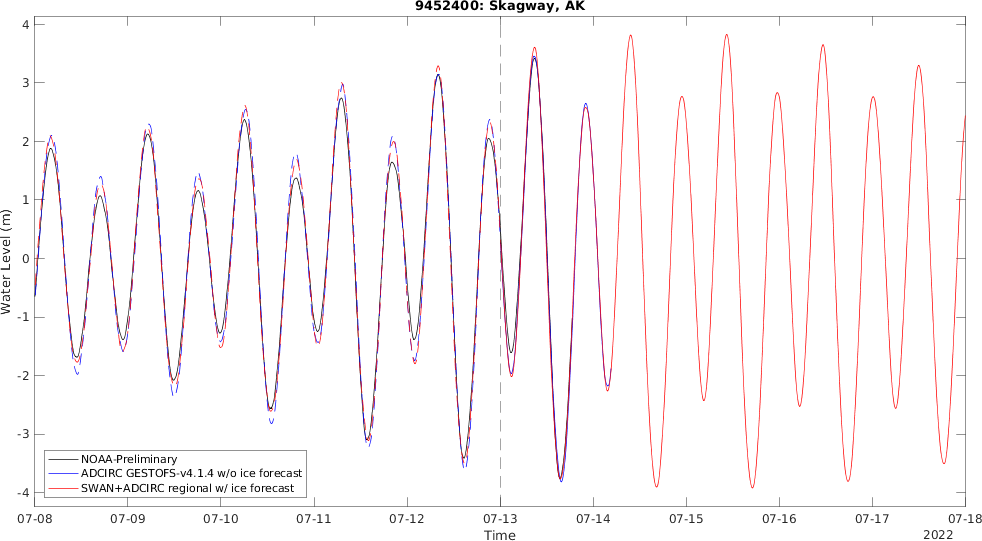 9452400: Skagway, AK
4
3
2
1
0
-1
-2
-3
-4
Water Level (m)
NOAA-Preliminary
ADCIRC GESTOFS-v4.1.4 w/o ice forecast
SWAN+ADCIRC regional w/ ice forecast
07-08 07-09 07-10 07-11 07-12 07-13 07-14 07-15 07-16 07-17 07-18
Time
2022